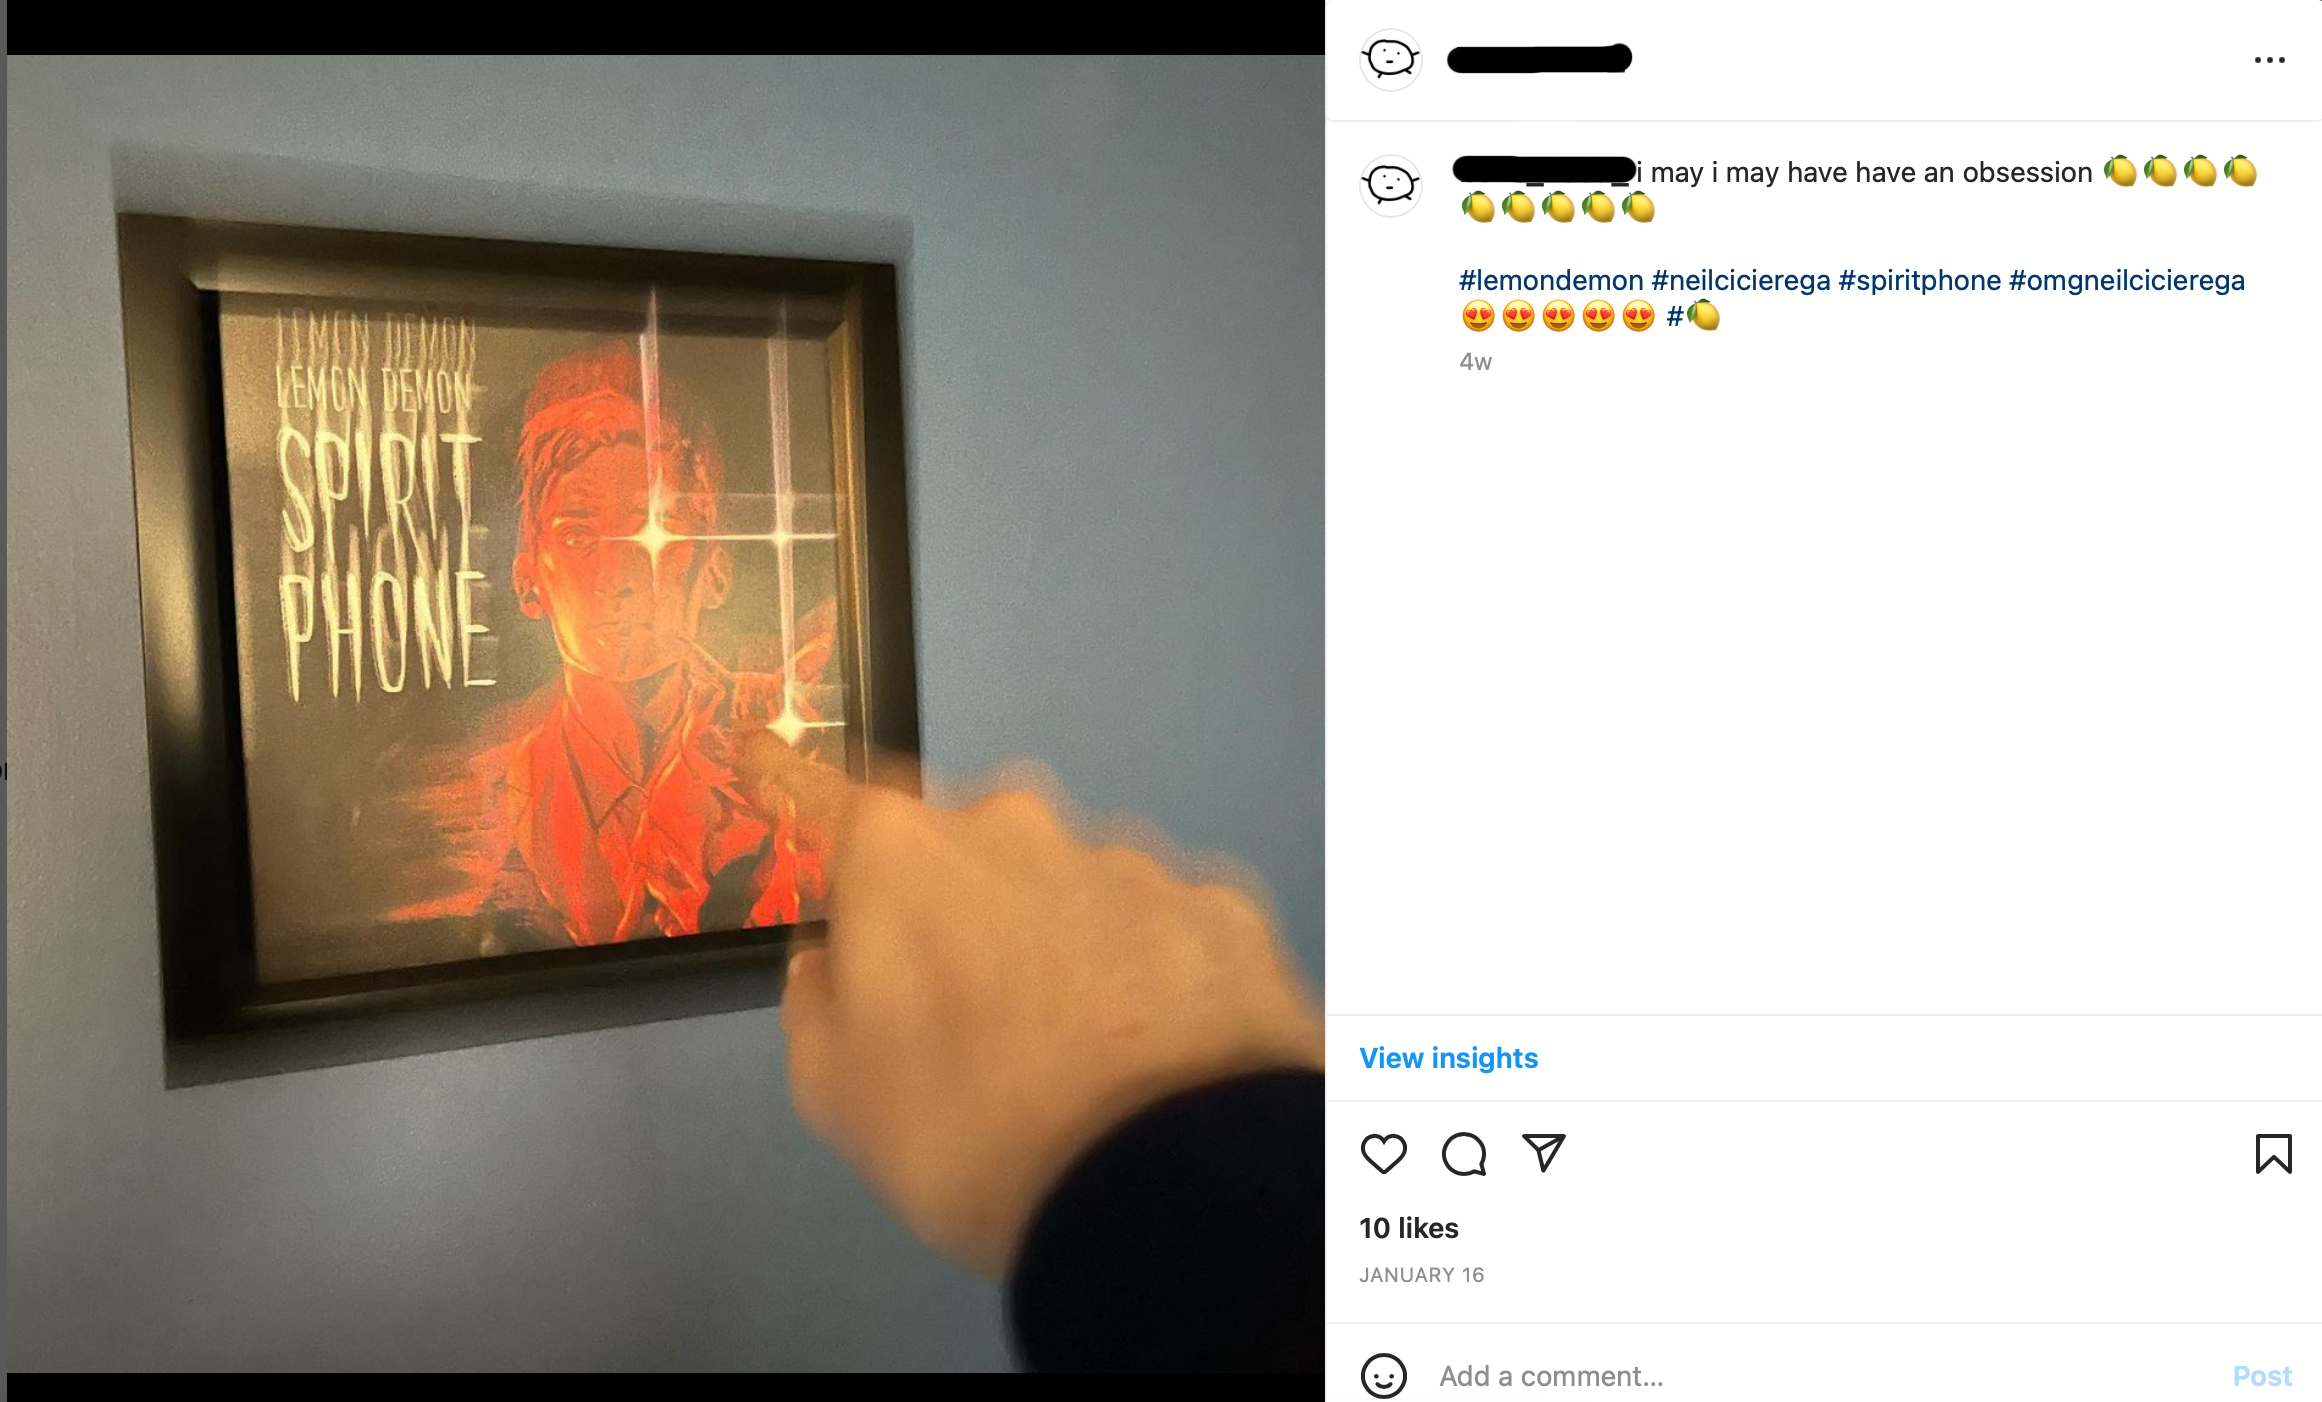 LEMON DEMON
LEMON DEMON
SPIRIT
PHONE
i may i may have have an obsession 🍋🍋🍋🍋
🍋🍋🍋🍋🍋
#lemondemon #neilcicierega #spiritphone #omgneilcicierega
😍😍😍😍😍 #🍋
4w
View insights
10 likes
JANUARY 16
Add a comment...
Post